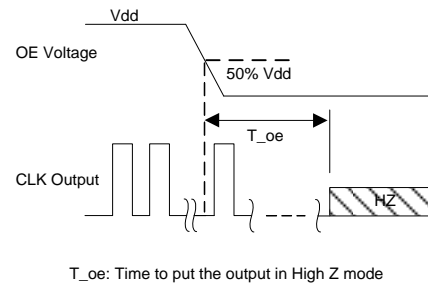 Vdd
OE Voltage
50% Vdd
T_oe
CLK Output
HZ
T_oe: Time to put the output in High Z mode